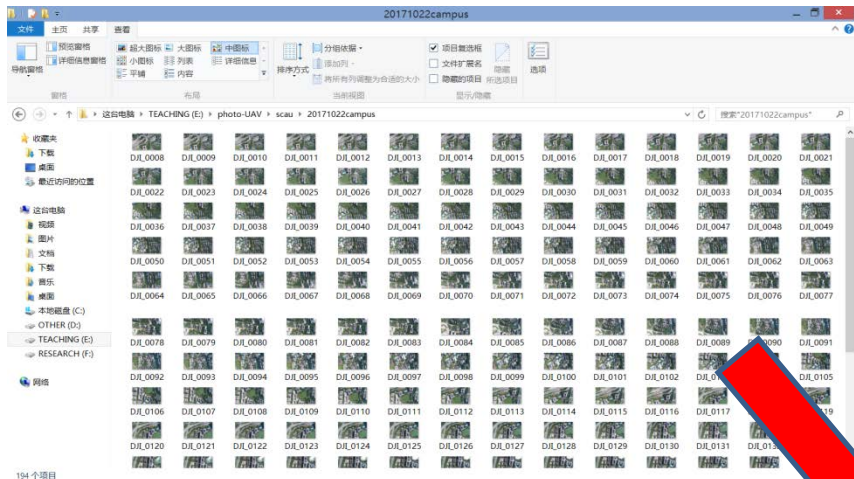 20171022campus
文件 主页 共享 查看
预览窗格 超大图标 大图标 中图标 分组依据 项目复选框
导航窗格 详细信息窗格 小图标 列表 详细信息 排序方式 添加列 文件扩展名 隐藏所选项目 选项
平铺 内容 将所有列调整为合适的大小 隐藏的项目
窗格 布局 当前视图 显示/隐藏
这台电脑 TEACHING (E:) photo-UAV scau 20171022campus 搜索"20171022campus"
收藏夹
下载
桌面
最近访问的位置
这台电脑
视频
图片
文档
下载
音乐
桌面
本地磁盘 (C:)
OTHER (D:)
TEACHING (E:)
RESEARCH (F:)
网络
DJI_0008 DJI_0009 DJI_0010 DJI_0011 DJI_0012 DJI_0013 DJI_0014 DJI_0015 DJI_0016 DJI_0017 DJI_0018 DJI_0019 DJI_0020 DJI_0021
DJI_0022 DJI_0023 DJI_0024 DJI_0025 DJI_0026 DJI_0027 DJI_0028 DJI_0029 DJI_0030 DJI_0031 DJI_0032 DJI_0033 DJI_0034 DJI_0035
DJI_0036 DJI_0037 DJI_0038 DJI_0039 DJI_0040 DJI_0041 DJI_0042 DJI_0043 DJI_0044 DJI_0045 DJI_0046 DJI_0047 DJI_0048 DJI_0049
DJI_0050 DJI_0051 DJI_0052 DJI_0053 DJI_0054 DJI_0055 DJI_0056 DJI_0057 DJI_0058 DJI_0059 DJI_0060 DJI_0061 DJI_0062 DJI_0063
DJI_0064 DJI_0065 DJI_0066 DJI_0067 DJI_0068 DJI_0069 DJI_0070 DJI_0071 DJI_0072 DJI_0073 DJI_0074 DJI_0075 DJI_0076 DJI_0077
DJI_0078 DJI_0079 DJI_0080 DJI_0081 DJI_0082 DJI_0083 DJI_0084 DJI_0085 DJI_0086 DJI_0087 DJI_0088 DJI_0089 0090 DJI_0091
DJI_0092 DJI_0093 DJI_0094 DJI_0095 DJI_0096 DJI_0097 DJI_0098 DJI_0099 DJI_0100 DJI_0101 DJI_0102 DJI_0105
DJI_0106 DJI_0107 DJI_0108 DJI_0109 DJI_0110 DJI_0111 DJI_0112 DJI_0113 DJI_0114 DJI_0115 DJI_0116 DJI_0117
DJI_0120 DJI_0121 DJI_0122 DJI_0123 DJI_0124 DJI_0125 DJI_0126 DJI_0127 DJI_0128 DJI_0129 DJI_0130 DJI_0131
194 个项目